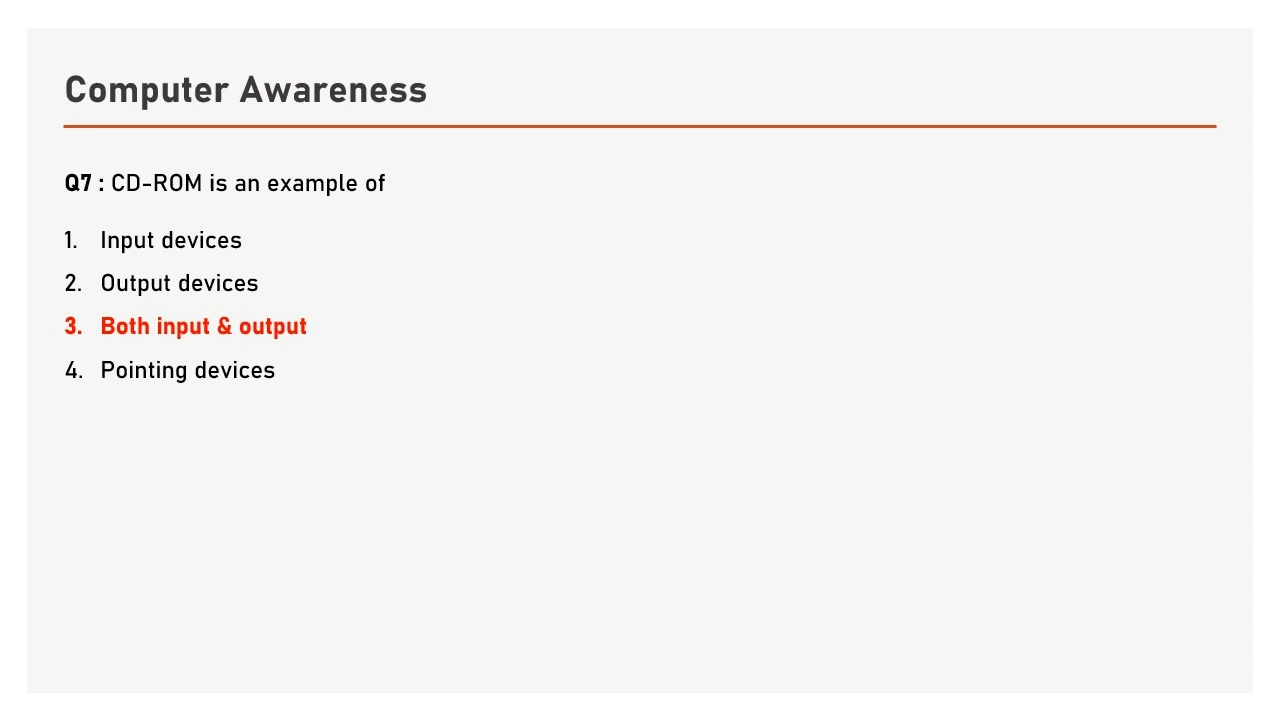 Computer Awareness
Q7 : CD-ROM is an example of
1. Input devices
2. Output devices
3. Both input & output
4. Pointing devices